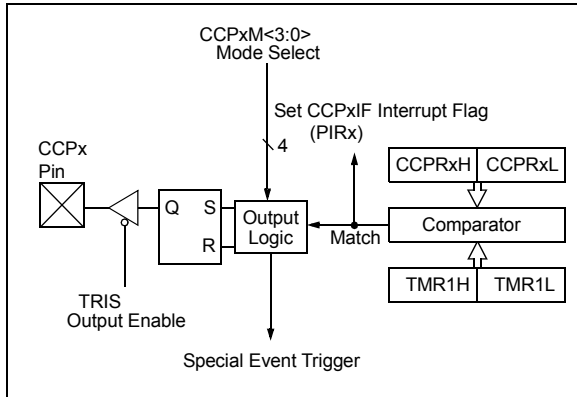 CCPxM<3:0>
Mode Select
Set CCPxIF Interrupt Flag
(PIRx)
CCPx
Pin
4
CCPRxH CCPRxL
Q S
R
Output
Logic
Match
Comparator
TRIS
Output Enable
TMR1H TMR1L
Special Event Trigger